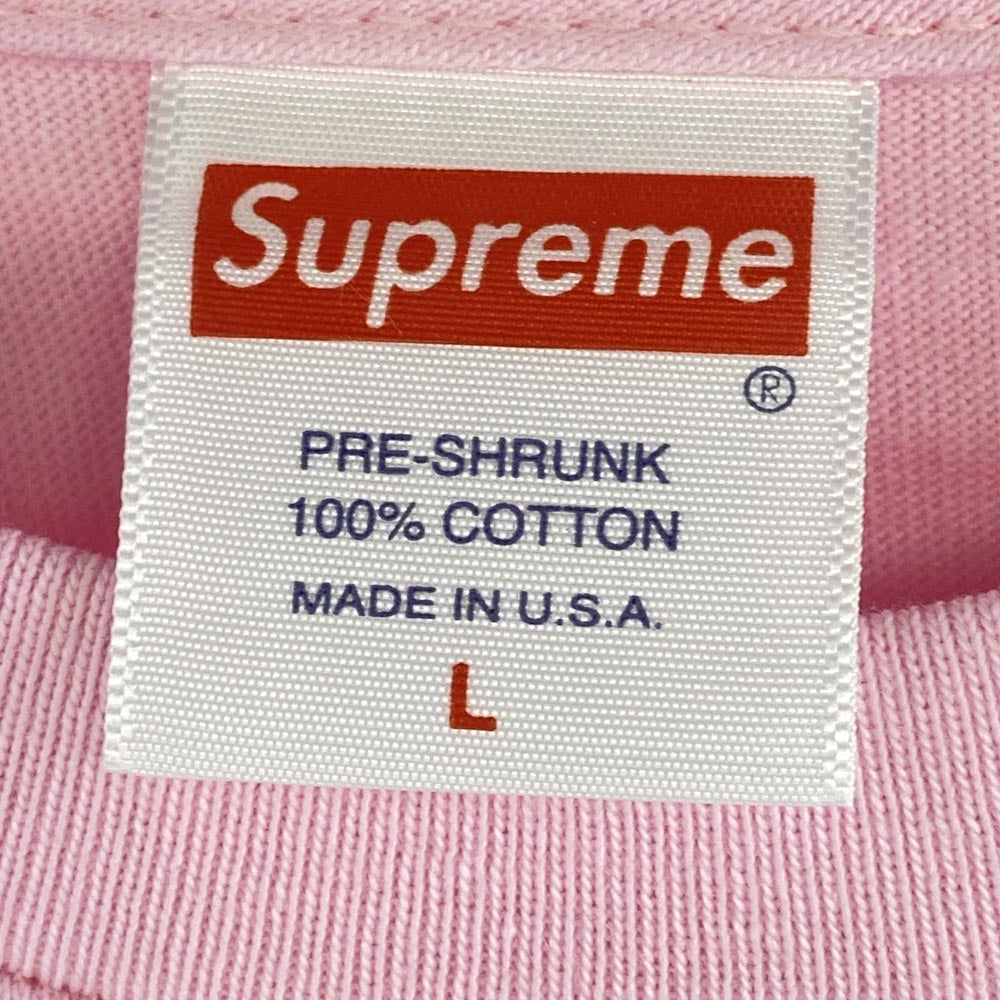 Supreme
®
PRE-SHRUNK
100% COTTON
MADE IN U.S.A.
L